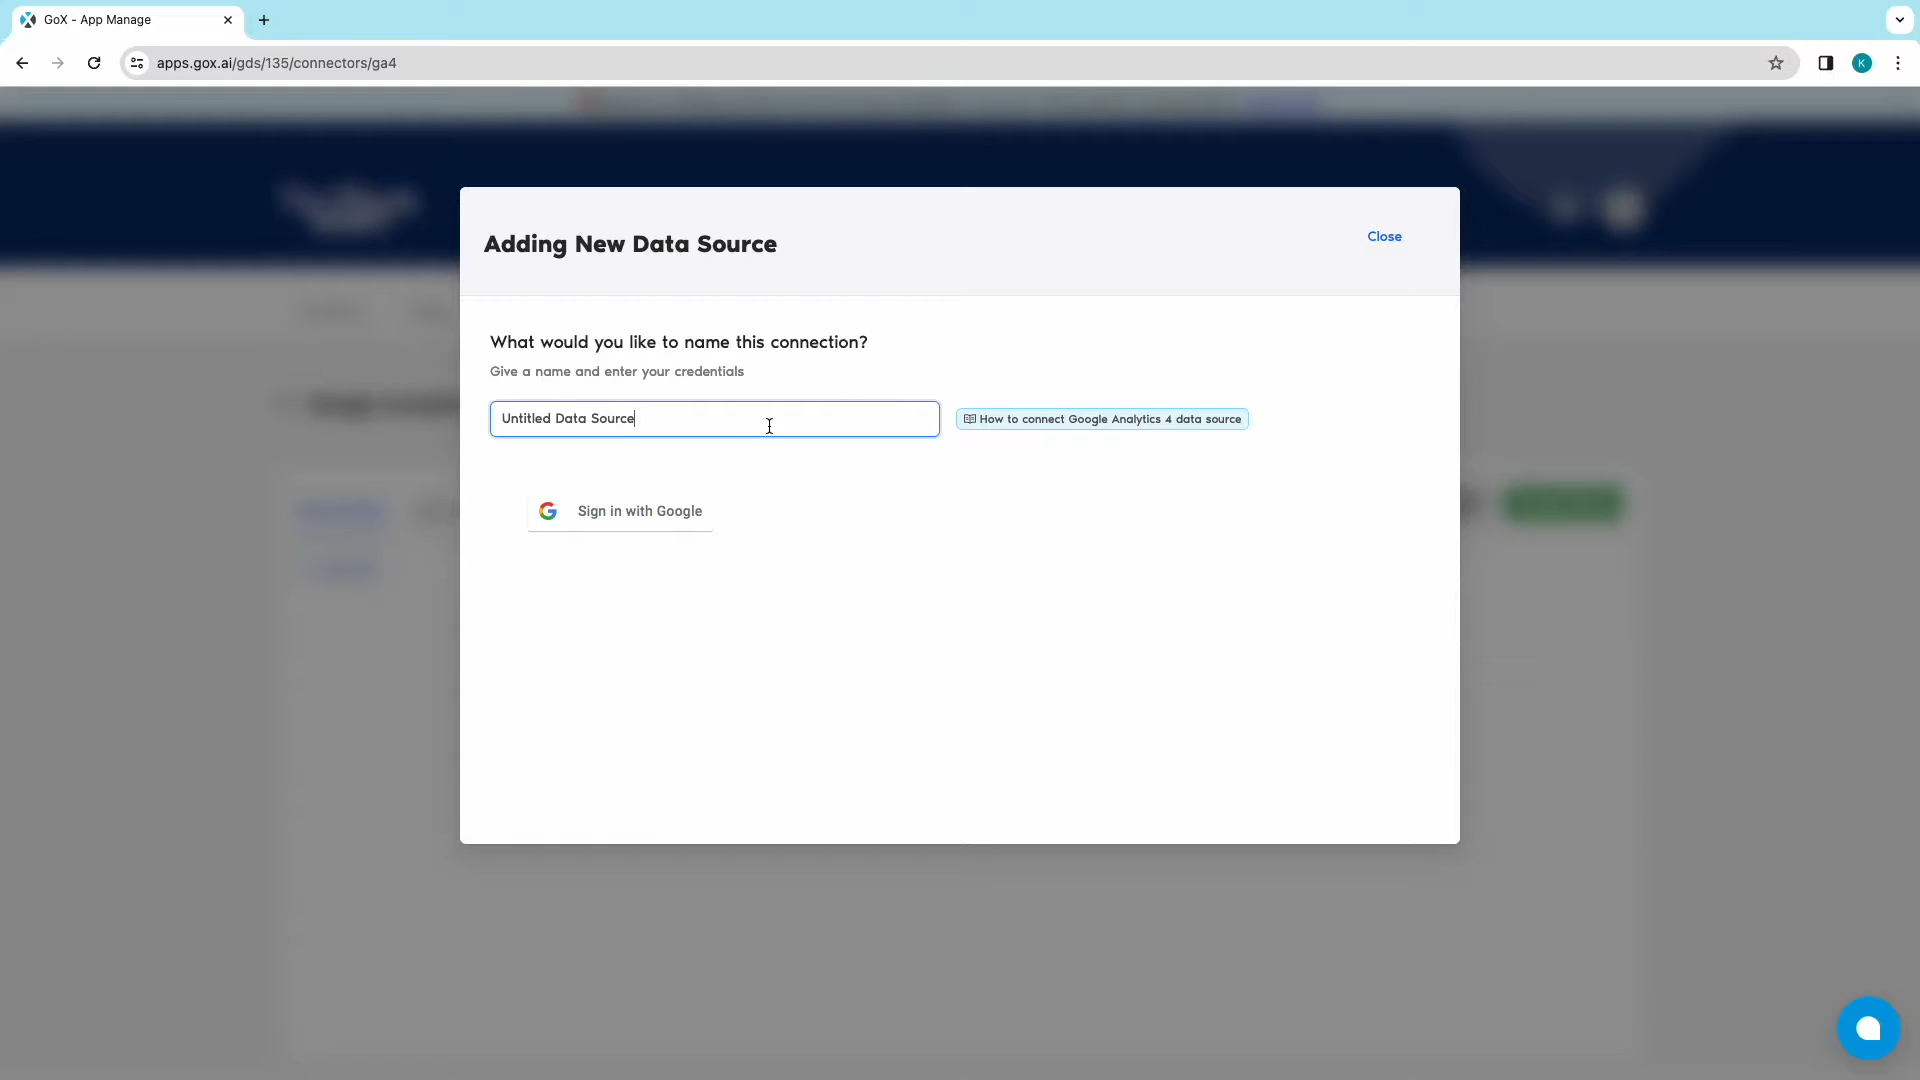 GoX - App Manage
apps.gox.ai/gds/135/connectors/ga4
K
Adding New Data Source
Close
What would you like to name this connection?
Give a name and enter your credentials
Untitled Data Source
How to connect Google Analytics 4 data source
Sign in with Google